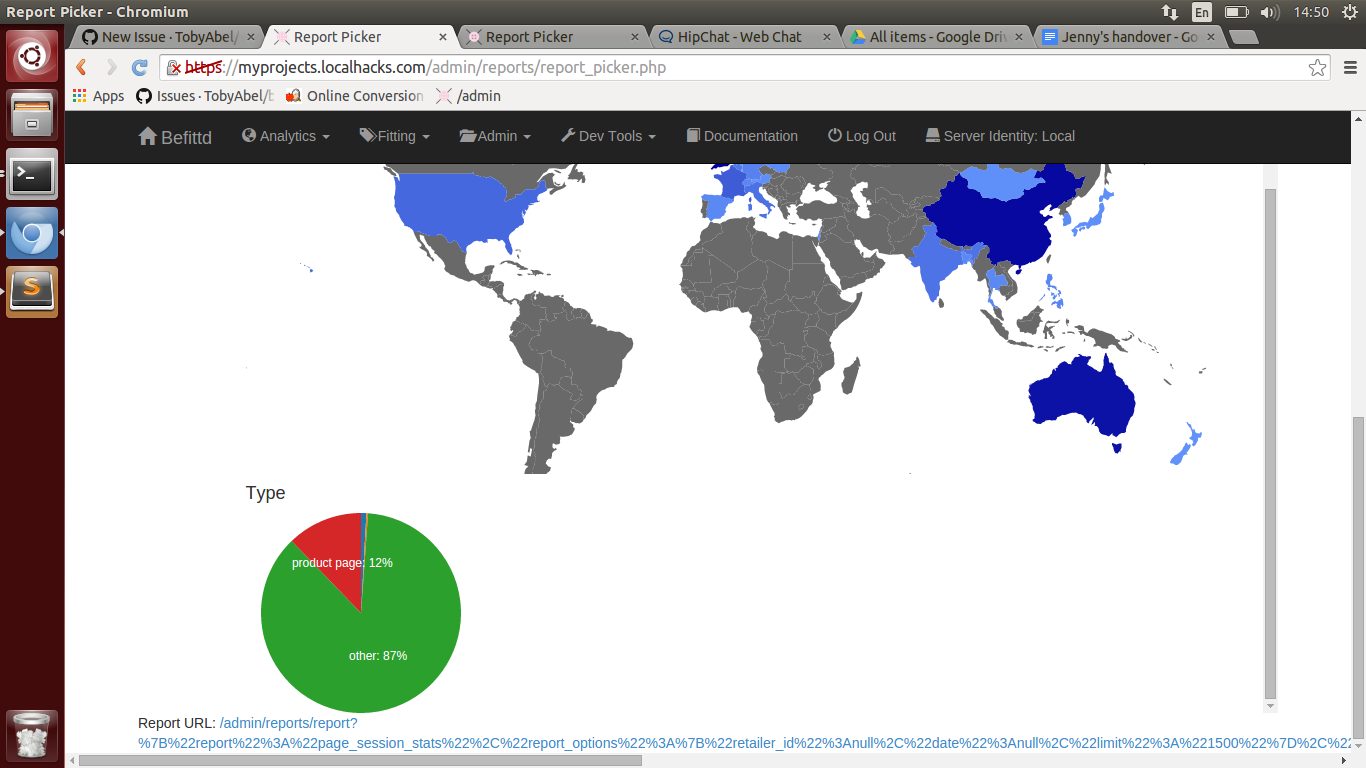 Report Picker - Chromium
En
14:50
New Issue · TobyAbel/
Report Picker
Report Picker
HipChat - Web Chat
All items - Google Driv
Jenny's handover - Go
https://myprojects.localhacks.com/admin/reports/report_picker.php
Apps
Issues · TobyAbel/b
Online Conversion
/admin
Befittd
Analytics
Fitting
Admin
Dev Tools
Documentation
Log Out
Server Identity: Local
Type
product page: 12%
other: 87%
Report URL: /admin/reports/report?
%7B%22report%22%3A%22page_session_stats%22%2C%22report_options%22%3A%7B%22retailer_id%22%3Anull%2C%22date%22%3Anull%2C%22limit%22%3A%221500%22%7D%2C%22